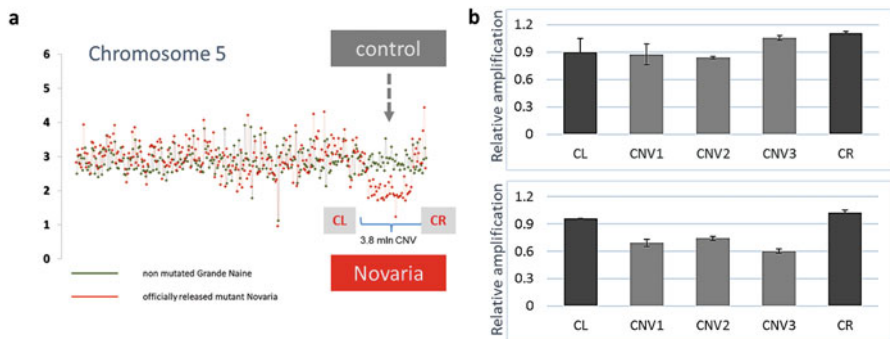 a
Chromosome 5
control
6
5
4
3
2
1
0
CL
CR
3.8 mln CNV
non mutated Grande Naine
officially released mutant Novaria
Novaria
b
Relative amplification
1.2
0.9
0.6
0.3
0
CL CNV1 CNV2 CNV3 CR
Relative amplification
1.2
0.9
0.6
0.3
0
CL CNV1 CNV2 CNV3 CR